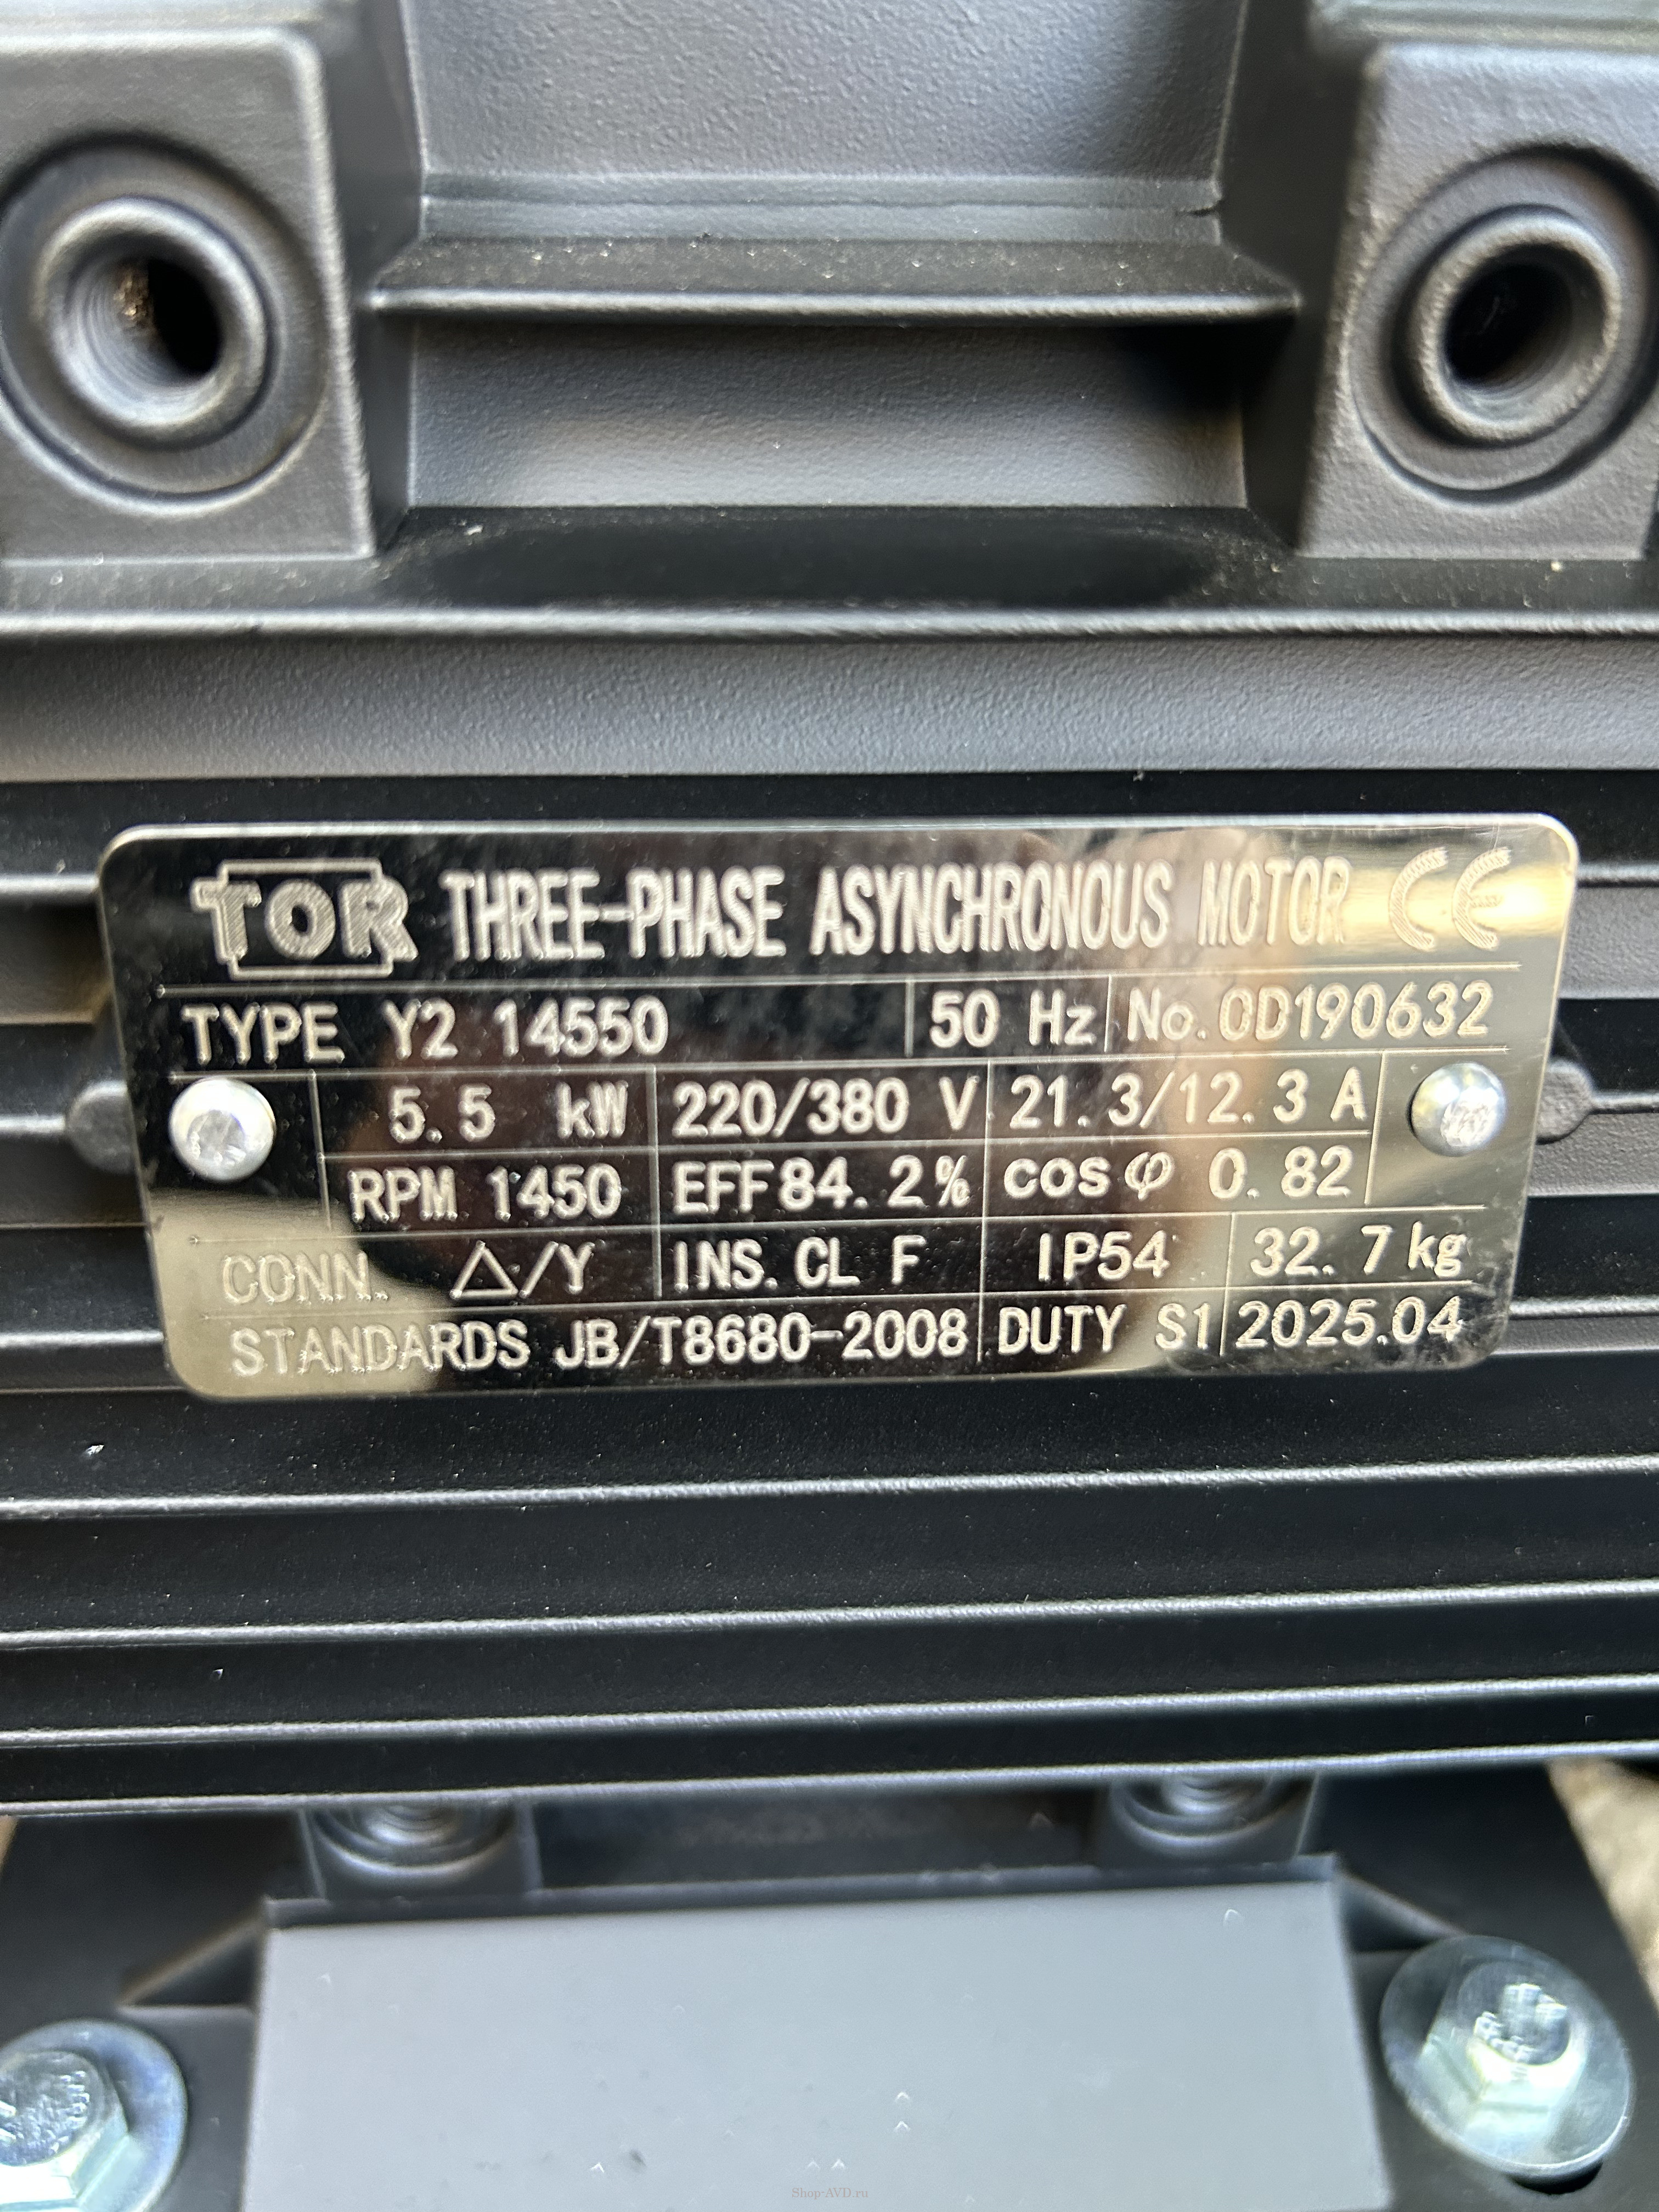 TOR THREE-PHASE ASYNCHRONOUS MOTOR CE
TYPE Y2 14550 50 Hz No.OD190632
5.5 kW 220/380 V 21.3/12.3 A
RPM 1450 EFF 84.2% cosφ 0.82
CONN. △/Y INS.CL F IP54 32.7 kg
STANDARDS JB/T8680-2008 DUTY S1 2025.04
Shop-AVD.ru